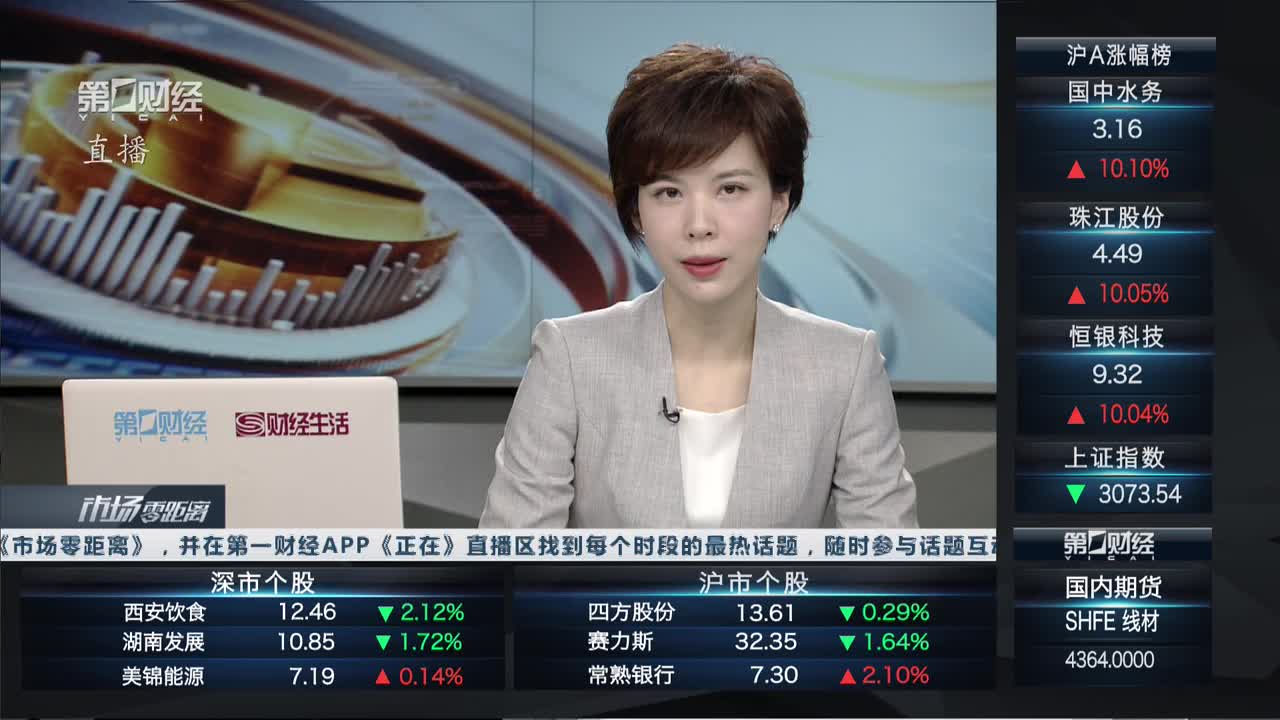 第一财经
YICAI
直播
第一财经
YICAI
财经生活
市场零距离
《市场零距离》，并在第一财经APP《正在》直播区找到每个时段的最热话题，随时参与话题互动
深市个股
西安饮食 12.46 ▼2.12%
湖南发展 10.85 ▼1.72%
美锦能源 7.19 ▲0.14%
沪市个股
四方股份 13.61 ▼0.29%
赛力斯 32.35 ▼1.64%
常熟银行 7.30 ▲2.10%
沪A涨幅榜
国中水务
3.16
▲ 10.10%
珠江股份
4.49
▲ 10.05%
恒银科技
9.32
▲ 10.04%
上证指数
▼ 3073.54
第一财经
YICAI
国内期货
SHFE 线材
4364.0000